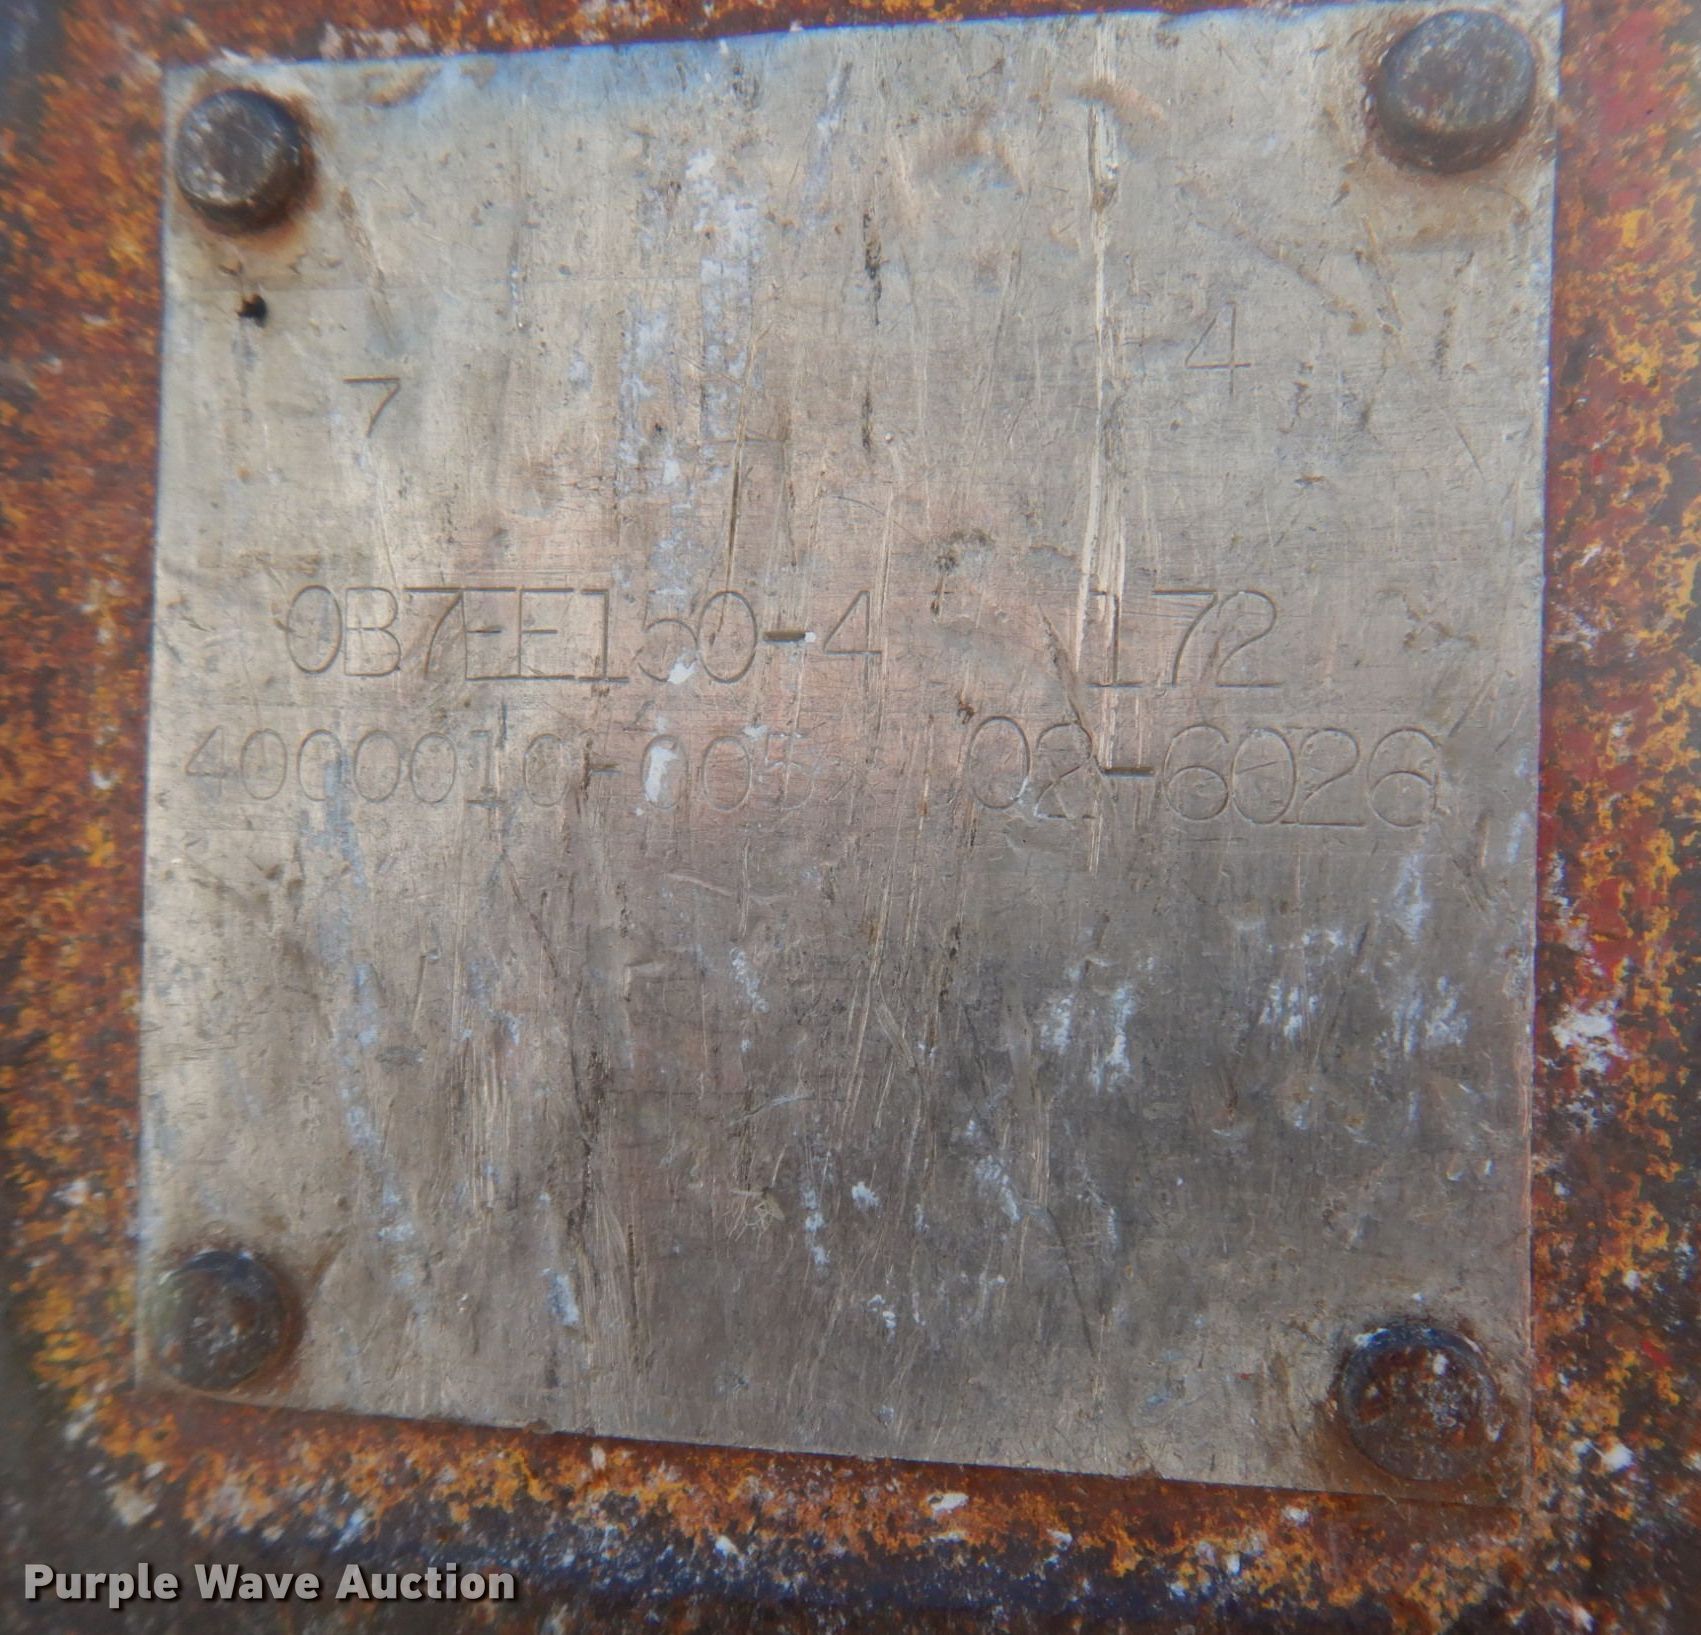 7 4
0B7EE150-4 172
4000010-005 02-6026
Purple Wave Auction